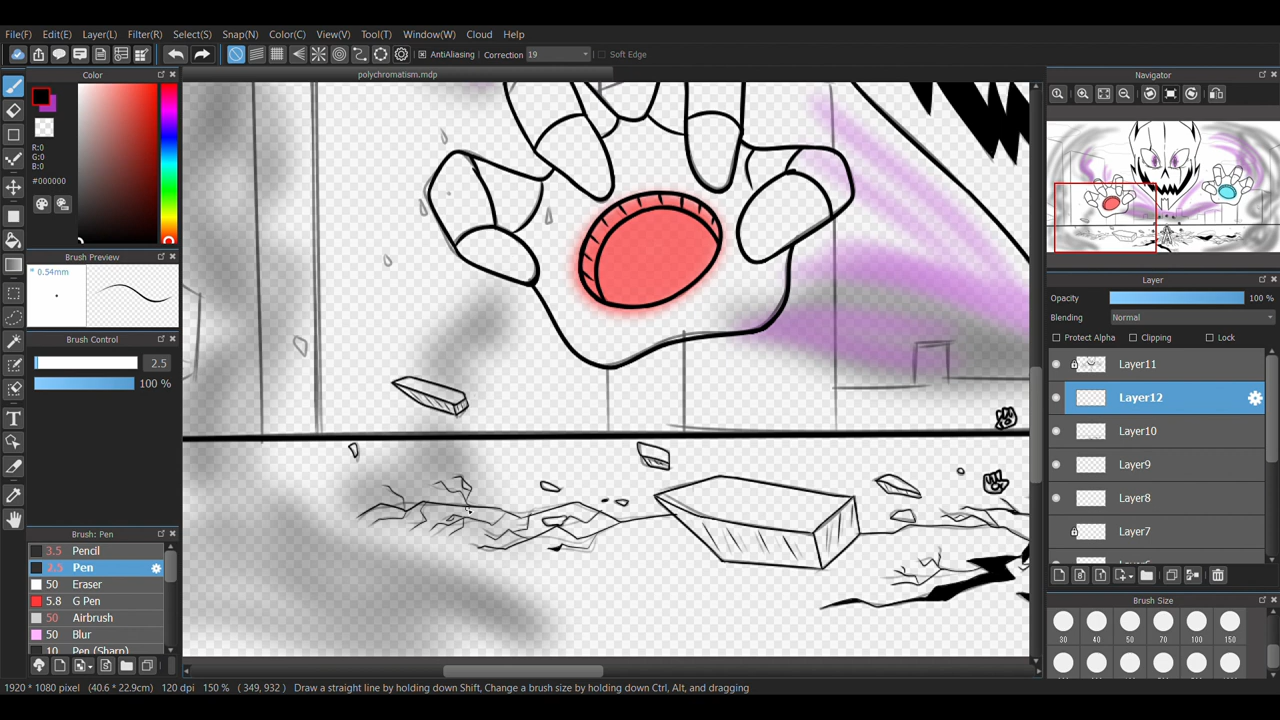 File(F) Edit(E) Layer(L) Filter(R) Select(S) Snap(N) Color(C) View(V) Tool(T) Window(W) Cloud Help
AntiAliasing Correction 19 Soft Edge
Color
polychromatism.mdp
Navigator
R:0
G:0
B:0
#000000
Brush Preview
* 0.54mm
Brush Control
2.5
100 %
Layer
Opacity 100 %
Blending Normal
Protect Alpha Clipping Lock
Layer11
Layer12
Layer10
Layer9
Layer8
Layer7
Brush: Pen
3.5 Pencil
2.5 Pen
50 Eraser
5.8 G Pen
50 Airbrush
50 Blur
10 Pen (Sharp)
Brush Size
30 40 50 70 100 150
1920 * 1080 pixel (40.6 * 22.9cm) 120 dpi 150 % ( 349, 932 ) Draw a straight line by holding down Shift, Change a brush size by holding down Ctrl, Alt, and dragging